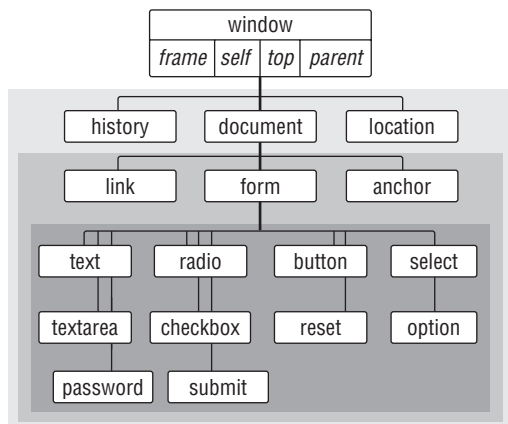 window
frame self top parent
history document location
link form anchor
text radio button select
textarea checkbox reset option
password submit